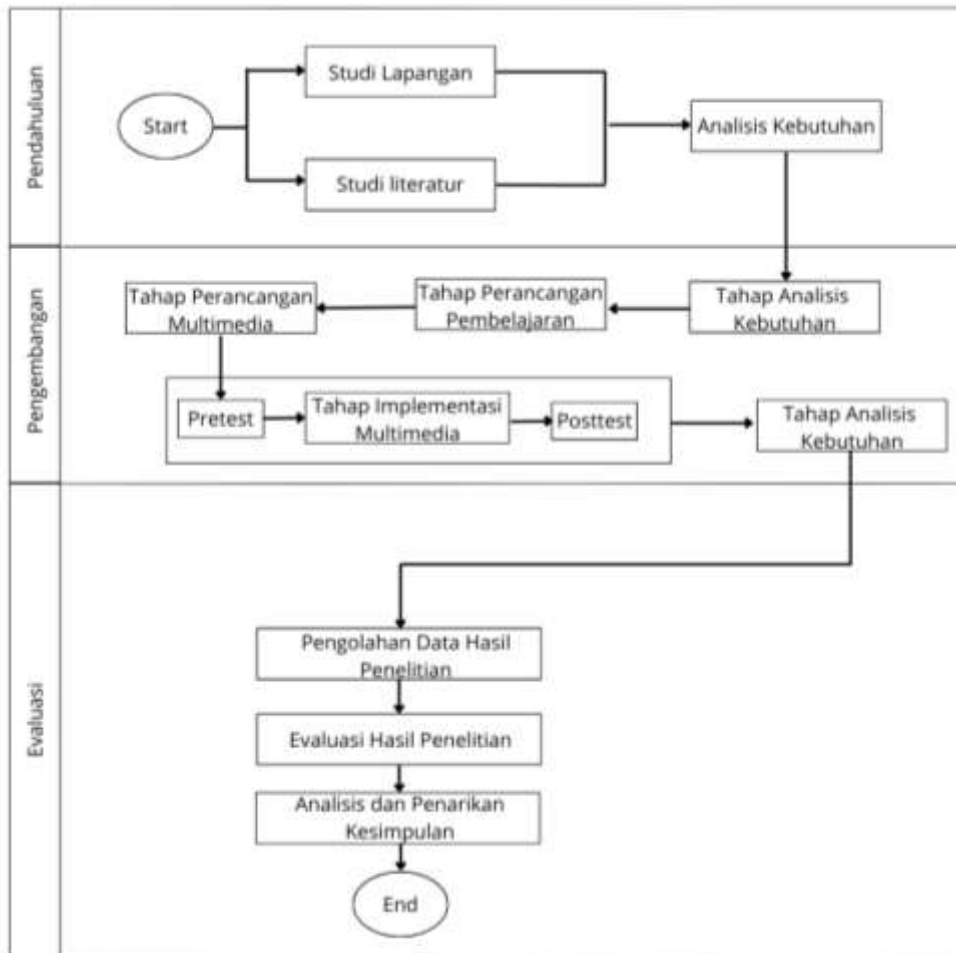 Pendahuluan
Start
Studi Lapangan
Studi literatur
Analisis Kebutuhan
Pengembangan
Tahap Analisis
Kebutuhan
Tahap Perancangan
Pembelajaran
Tahap Perancangan
Multimedia
Pretest
Tahap Implementasi
Multimedia
Posttest
Tahap Analisis
Kebutuhan
Evaluasi
Pengolahan Data Hasil
Penelitian
Evaluasi Hasil Penelitian
Analisis dan Penarikan
Kesimpulan
End